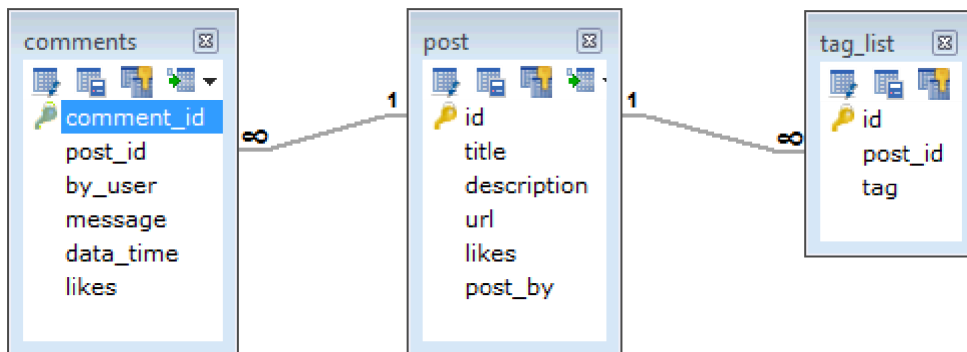 comments
comment_id
post_id
by_user
message
data_time
likes
∞
1
post
id
title
description
url
likes
post_by
1
∞
tag_list
id
post_id
tag